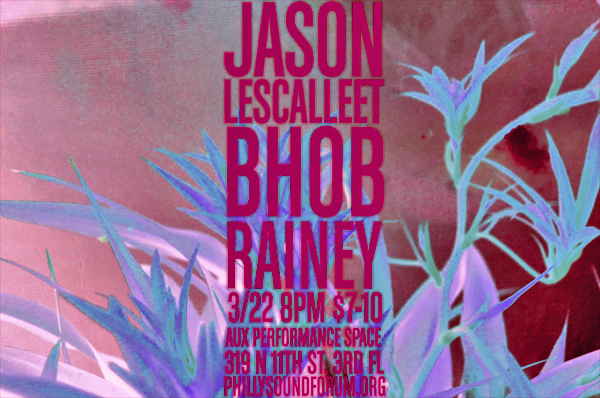 JASON
LESCALLEET
BHOB
RAINEY
3/22 8PM $7-10
AUX PERFORMANCE SPACE
319 N 11TH ST. 3RD FL
PHILLYSOUNDFORUM.ORG